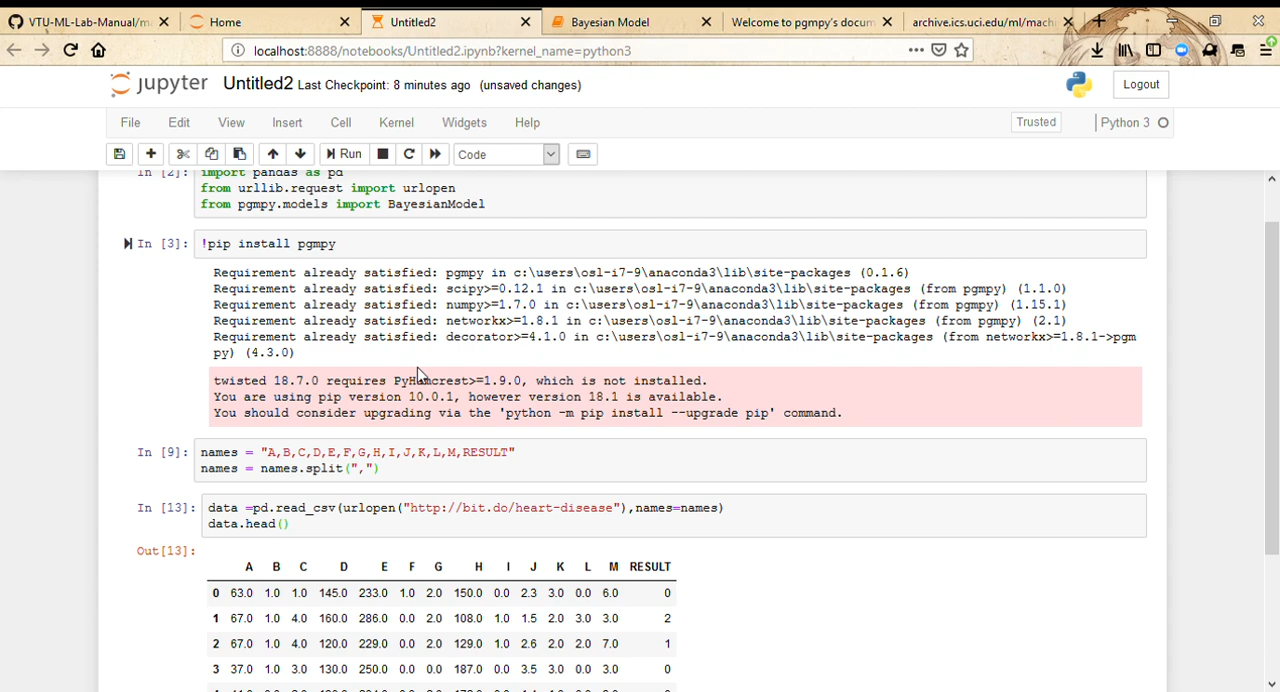 VTU-ML-Lab-Manual/ma
Home
Untitled2
Bayesian Model
Welcome to pgmpy's docum
archive.ics.uci.edu/ml/machi
localhost:8888/notebooks/Untitled2.ipynb?kernel_name=python3
jupyter Untitled2 Last Checkpoint: 8 minutes ago (unsaved changes)
Logout
File Edit View Insert Cell Kernel Widgets Help
Trusted
Python 3
Run
Code
In [2]: import pandas as pd
from urllib.request import urlopen
from pgmpy.models import BayesianModel
In [3]: !pip install pgmpy
Requirement already satisfied: pgmpy in c:\users\osl-i7-9\anaconda3\lib\site-packages (0.1.6)
Requirement already satisfied: scipy>=0.12.1 in c:\users\osl-i7-9\anaconda3\lib\site-packages (from pgmpy) (1.1.0)
Requirement already satisfied: numpy>=1.7.0 in c:\users\osl-i7-9\anaconda3\lib\site-packages (from pgmpy) (1.15.1)
Requirement already satisfied: networkx>=1.8.1 in c:\users\osl-i7-9\anaconda3\lib\site-packages (from pgmpy) (2.1)
Requirement already satisfied: decorator>=4.1.0 in c:\users\osl-i7-9\anaconda3\lib\site-packages (from networkx>=1.8.1->pgm
py) (4.3.0)
twisted 18.7.0 requires PyHamcrest>=1.9.0, which is not installed.
You are using pip version 10.0.1, however version 18.1 is available.
You should consider upgrading via the 'python -m pip install --upgrade pip' command.
In [9]: names = "A,B,C,D,E,F,G,H,I,J,K,L,M,RESULT"
names = names.split(",")
In [13]: data =pd.read_csv(urlopen("http://bit.do/heart-disease"),names=names)
data.head()
Out[13]:
A B C D E F G H I J K L M RESULT
0 63.0 1.0 1.0 145.0 233.0 1.0 2.0 150.0 0.0 2.3 3.0 0.0 6.0 0
1 67.0 1.0 4.0 160.0 286.0 0.0 2.0 108.0 1.0 1.5 2.0 3.0 3.0 2
2 67.0 1.0 4.0 120.0 229.0 0.0 2.0 129.0 1.0 2.6 2.0 2.0 7.0 1
3 37.0 1.0 3.0 130.0 250.0 0.0 0.0 187.0 0.0 3.5 3.0 0.0 3.0 0